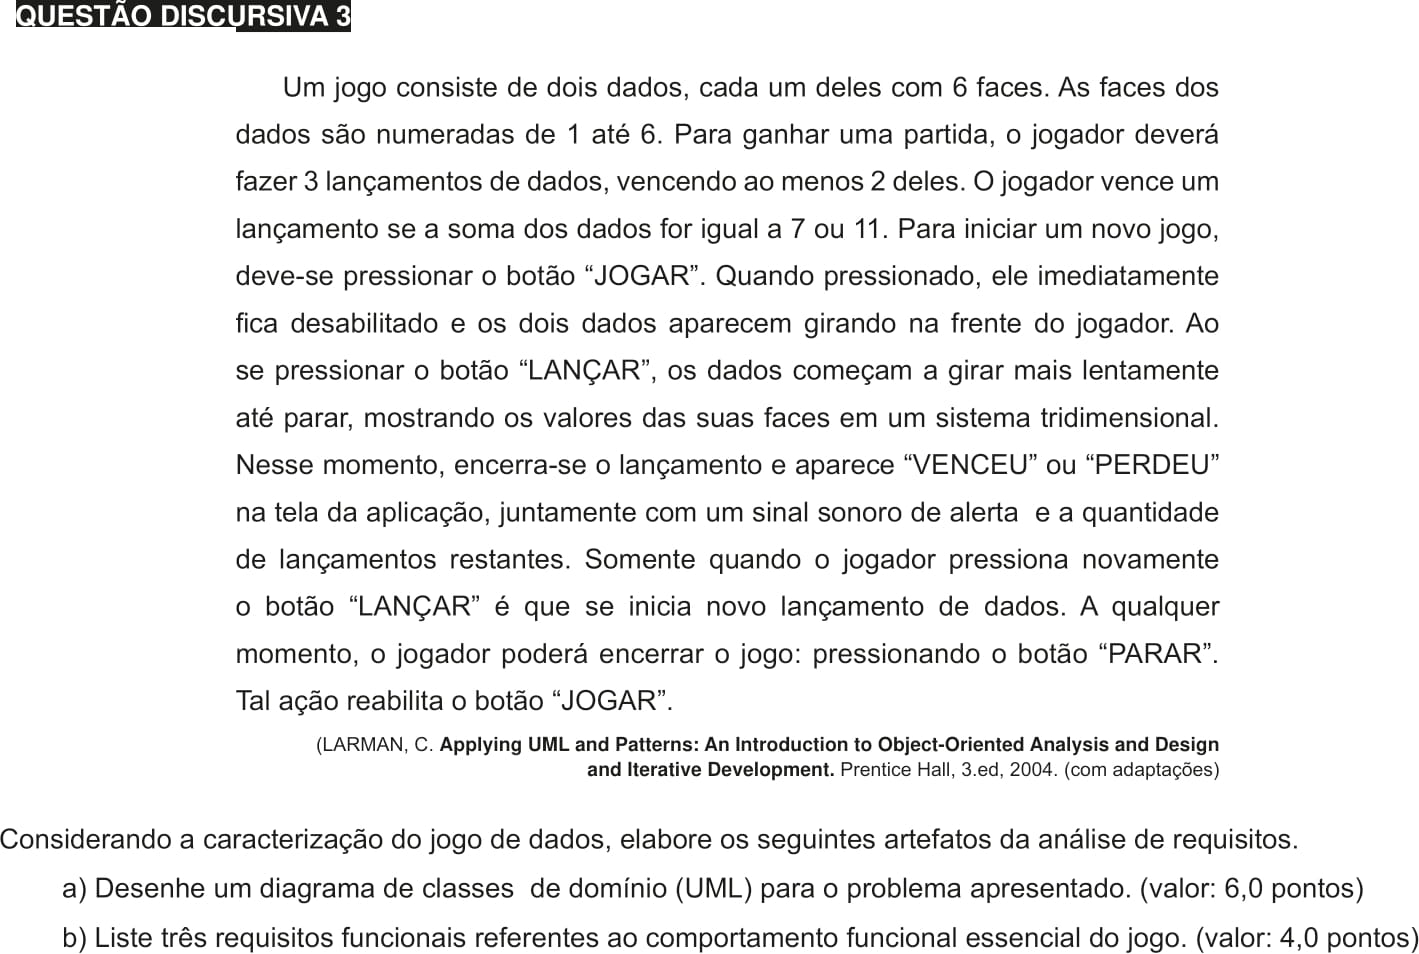 QUESTÃO DISCURSIVA 3
Um jogo consiste de dois dados, cada um deles com 6 faces. As faces dos
dados são numeradas de 1 até 6. Para ganhar uma partida, o jogador deverá
fazer 3 lançamentos de dados, vencendo ao menos 2 deles. O jogador vence um
lançamento se a soma dos dados for igual a 7 ou 11. Para iniciar um novo jogo,
deve-se pressionar o botão “JOGAR”. Quando pressionado, ele imediatamente
fica desabilitado e os dois dados aparecem girando na frente do jogador. Ao
se pressionar o botão “LANÇAR”, os dados começam a girar mais lentamente
até parar, mostrando os valores das suas faces em um sistema tridimensional.
Nesse momento, encerra-se o lançamento e aparece “VENCEU” ou “PERDEU”
na tela da aplicação, juntamente com um sinal sonoro de alerta e a quantidade
de lançamentos restantes. Somente quando o jogador pressiona novamente
o botão “LANÇAR” é que se inicia novo lançamento de dados. A qualquer
momento, o jogador poderá encerrar o jogo: pressionando o botão “PARAR”.
Tal ação reabilita o botão “JOGAR”.
(LARMAN, C. Applying UML and Patterns: An Introduction to Object-Oriented Analysis and Design
and Iterative Development. Prentice Hall, 3.ed, 2004. (com adaptações)
Considerando a caracterização do jogo de dados, elabore os seguintes artefatos da análise de requisitos.
a) Desenhe um diagrama de classes de domínio (UML) para o problema apresentado. (valor: 6,0 pontos)
b) Liste três requisitos funcionais referentes ao comportamento funcional essencial do jogo. (valor: 4,0 pontos)